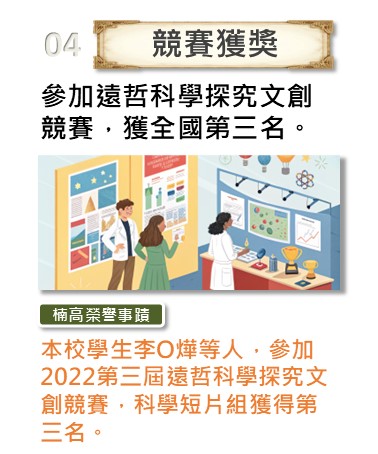 04
競賽獲獎
參加遠哲科學探究文創
競賽，獲全國第三名。
楠高榮譽事蹟
本校學生李O燁等人，參加
2022第三屆遠哲科學探究文
創競賽，科學短片組獲得第
三名。